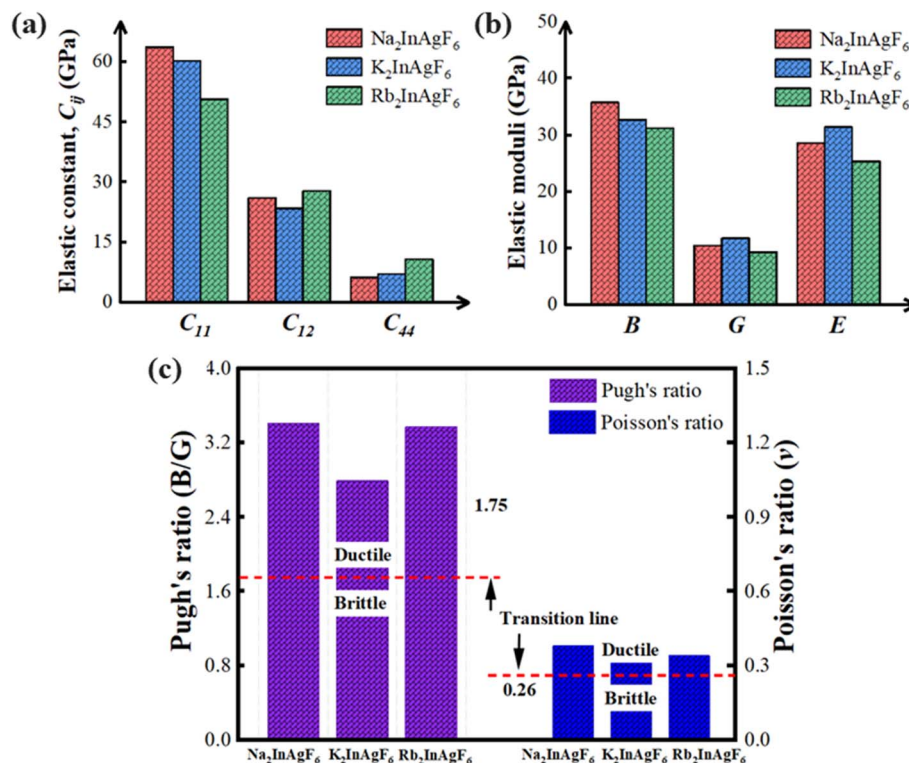 (a)
Elastic constant, C_ij (GPa)
60
45
30
15
0
Na₂InAgF₆
K₂InAgF₆
Rb₂InAgF₆
C₁₁
C₁₂
C₄₄
(b)
Elastic moduli (GPa)
50
40
30
20
10
0
Na₂InAgF₆
K₂InAgF₆
Rb₂InAgF₆
B
G
E
(c)
Pugh's ratio (B/G)
4.0
3.2
2.4
1.6
0.8
0.0
Pugh's ratio
Poisson's ratio
1.75
Ductile
Brittle
Transition line
0.26
Ductile
Brittle
Na₂InAgF₆
K₂InAgF₆
Rb₂InAgF₆
Na₂InAgF₆
K₂InAgF₆
Rb₂InAgF₆
1.5
1.2
0.9
0.6
0.3
0.0
Poisson's ratio (ν)